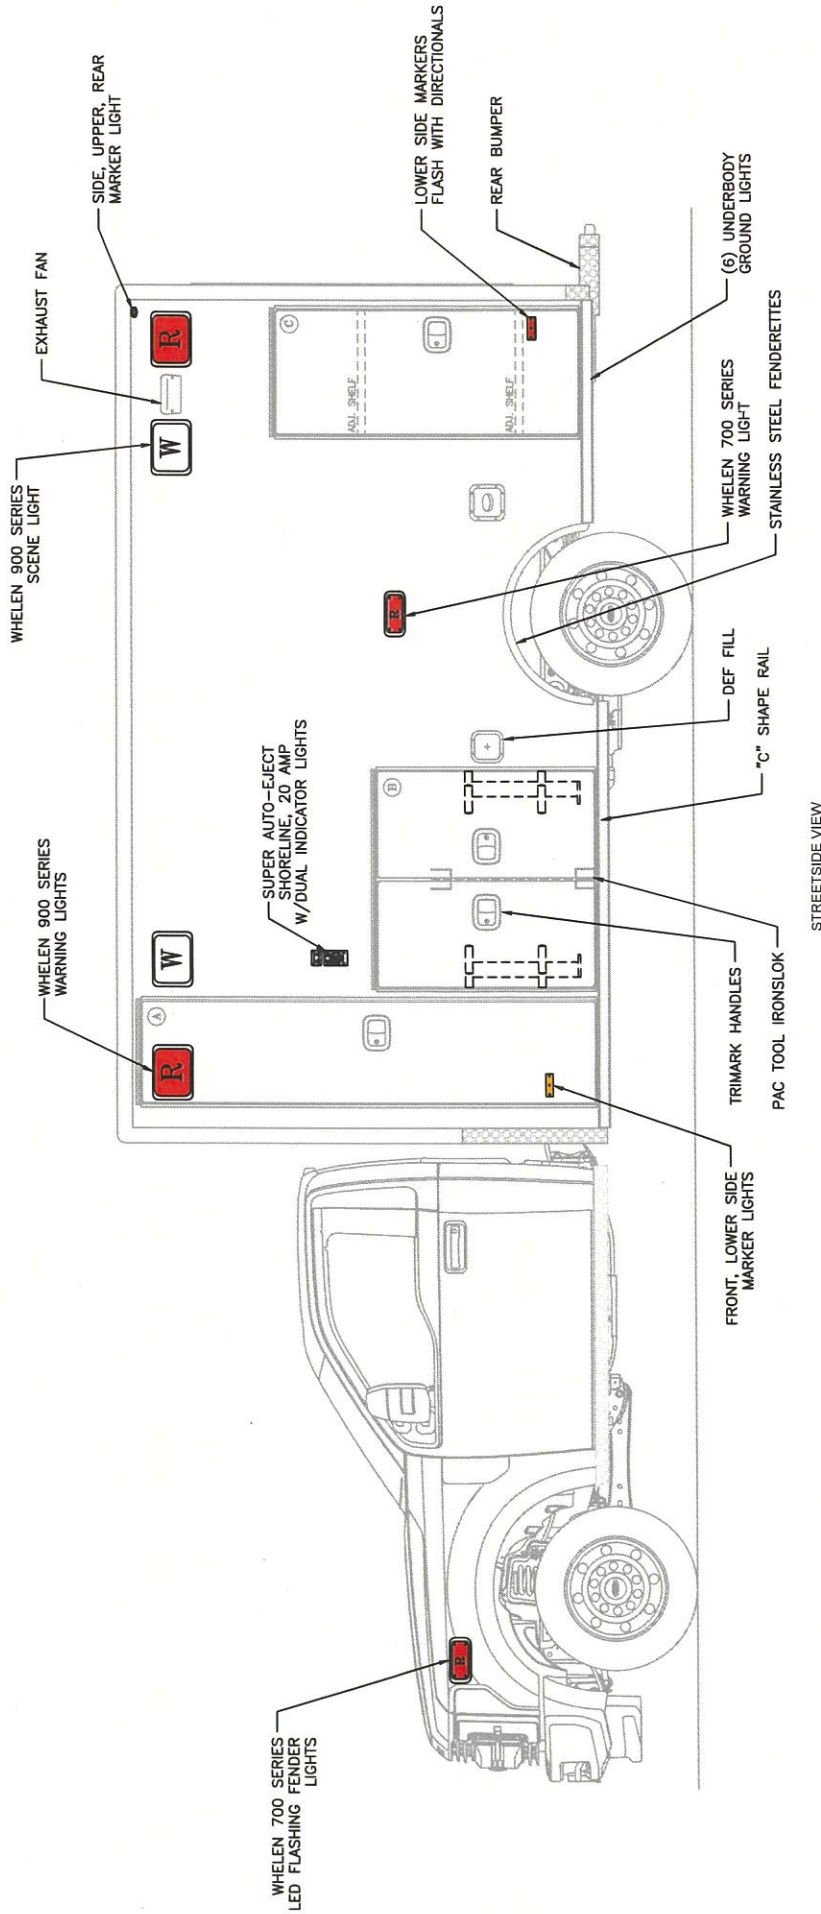 WHELEN 700 SERIES
LED FLASHING FENDER
LIGHTS
WHELEN 900 SERIES
WARNING LIGHTS
WHELEN 900 SERIES
SCENE LIGHT
EXHAUST FAN
SIDE, UPPER, REAR
MARKER LIGHT
R
W
W
R
SUPER AUTO-EJECT
SHORELINE, 20 AMP
W/DUAL INDICATOR LIGHTS
A
B
C
ADJ. SHELF
ADJ. SHELF
R
R
LOWER SIDE MARKERS
FLASH WITH DIRECTIONALS
REAR BUMPER
FRONT, LOWER SIDE
MARKER LIGHTS
TRIMARK HANDLES
PAC TOOL IRONSLOK
DEF FILL
"C" SHAPE RAIL
WHELEN 700 SERIES
WARNING LIGHT
STAINLESS STEEL FENDERETTES
(6) UNDERBODY
GROUND LIGHTS
STREETSIDE VIEW